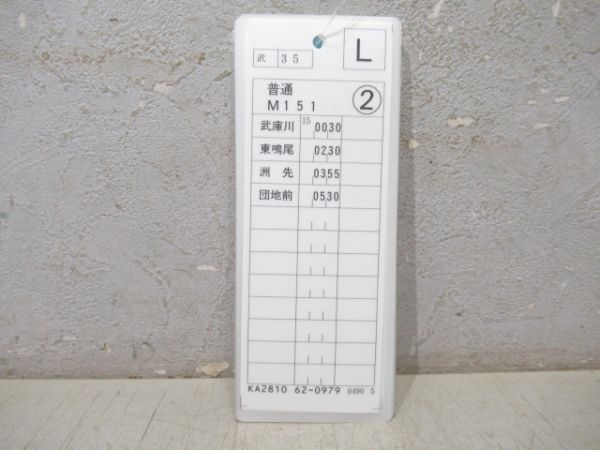 武 35 L
普通
M151 ②
武庫川 15 0030
東鳴尾 0230
洲先 0355
団地前 0530
KA2810 62-0979 0490 5